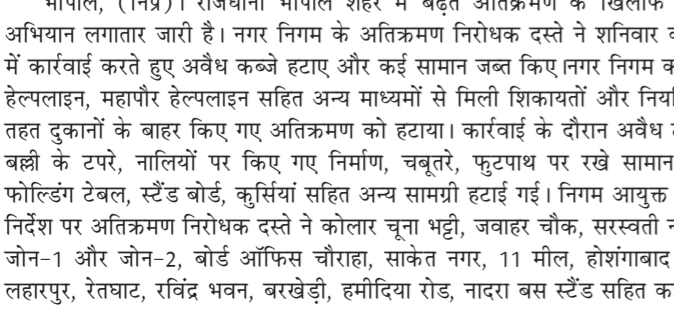 भोपाल, (निप्र)। राजधानी भोपाल शहर में बढ़ते अतिक्रमण के खिलाफ
अभियान लगातार जारी है। नगर निगम के अतिक्रमण निरोधक दस्ते ने शनिवार
में कार्रवाई करते हुए अवैध कब्जे हटाए और कई सामान जब्त किए।नगर निगम
हेल्पलाइन, महापौर हेल्पलाइन सहित अन्य माध्यमों से मिली शिकायतों और
तहत दुकानों के बाहर किए गए अतिक्रमण को हटाया। कार्रवाई के दौरान अवैध
बल्ली के टपरे, नालियों पर किए गए निर्माण, चबूतरे, फुटपाथ पर रखे सामान
फोल्डिंग टेबल, स्टैंड बोर्ड, कुर्सियां सहित अन्य सामग्री हटाई गई। निगम आयुक्त
निर्देश पर अतिक्रमण निरोधक दस्ते ने कोलार चूना भट्टी, जवाहर चौक, सरस्वती
जोन-1 और जोन-2, बोर्ड ऑफिस चौराहा, साकेत नगर, 11 मील, होशंगाबाद
लहारपुर, रेतघाट, रविंद्र भवन, बरखेड़ी, हमीदिया रोड, नादरा बस स्टैंड सहित